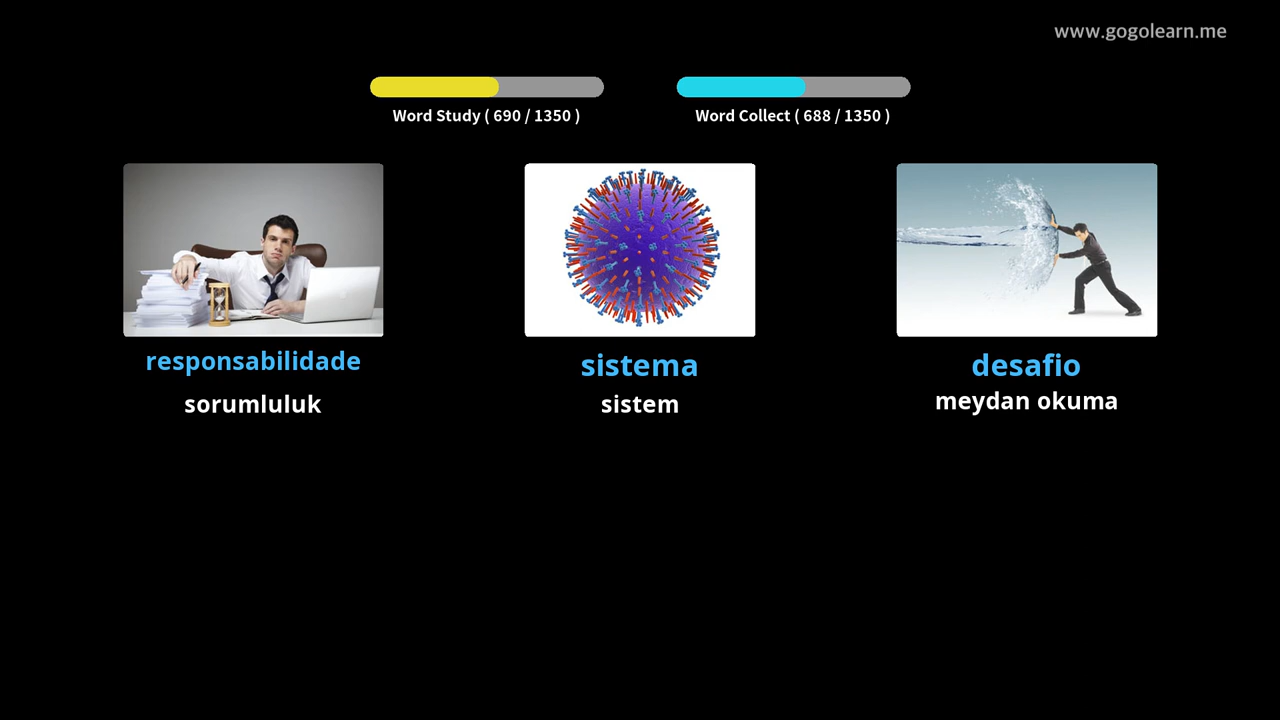 www.gogolearn.me
Word Study ( 690 / 1350 )
Word Collect ( 688 / 1350 )
responsabilidade
sistema
desafio
sorumluluk
sistem
meydan okuma